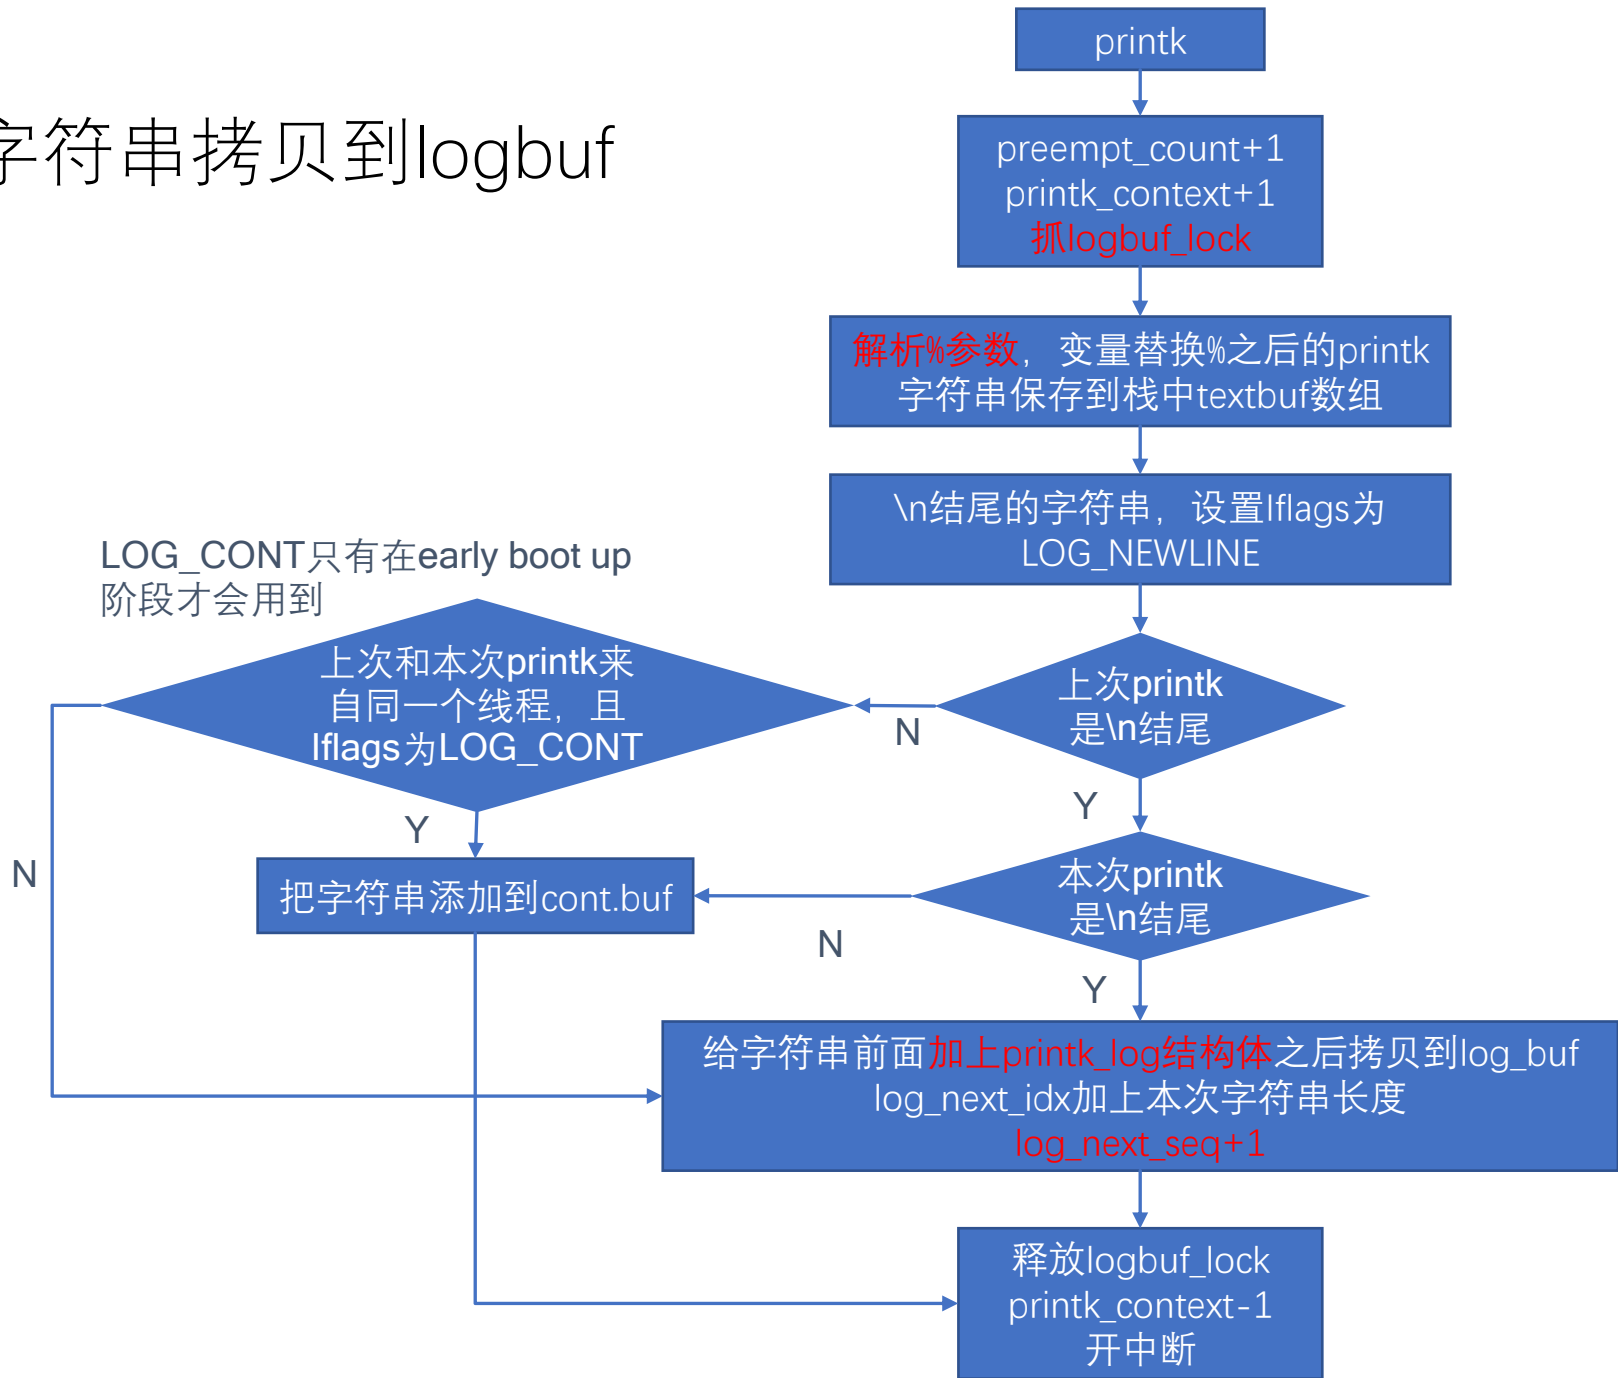 printk
字符串拷贝到logbuf
preempt_count+1
printk_context+1
抓logbuf_lock
解析%参数，变量替换%之后的printk
字符串保存到栈中textbuf数组
\n结尾的字符串，设置lflags为
LOG_NEWLINE
LOG_CONT只有在early boot up
阶段才会用到
上次和本次printk来
自同一个线程，且
lflags为LOG_CONT
上次printk
是\n结尾
N
Y
Y
N
把字符串添加到cont.buf
本次printk
是\n结尾
N
Y
给字符串前面加上printk_log结构体之后拷贝到log_buf
log_next_idx加上本次字符串长度
log_next_seq+1
释放logbuf_lock
printk_context-1
开中断